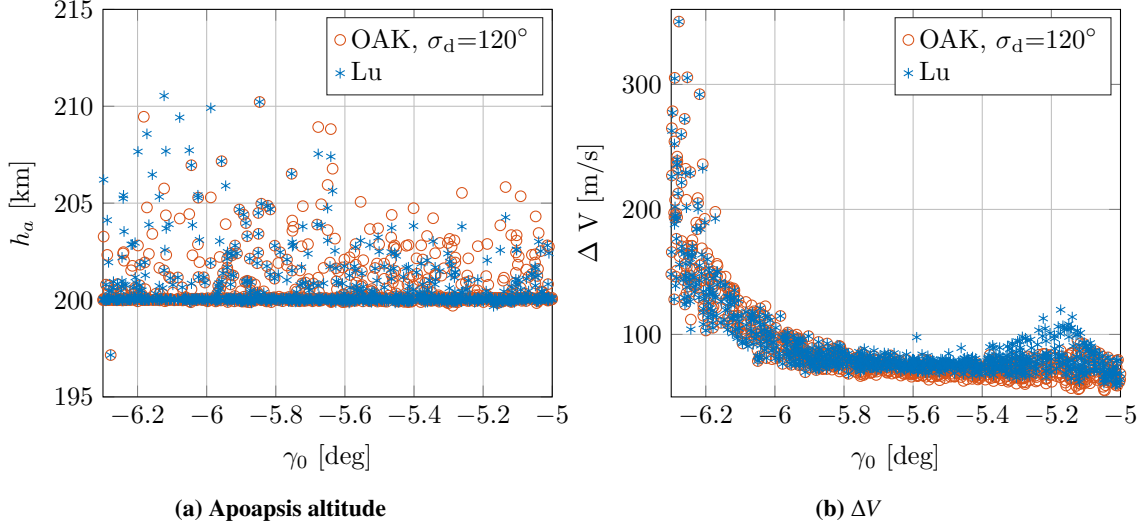 OAK, σd=120°
Lu
210
205
200
195
ha [km]
−6.2 −6 −5.8 −5.6 −5.4 −5.2 −5
γ0 [deg]
(a) Apoapsis altitude
OAK, σd=120°
Lu
300
200
100
Δ V [m/s]
−6.2 −6 −5.8 −5.6 −5.4 −5.2 −5
γ0 [deg]
(b) ΔV